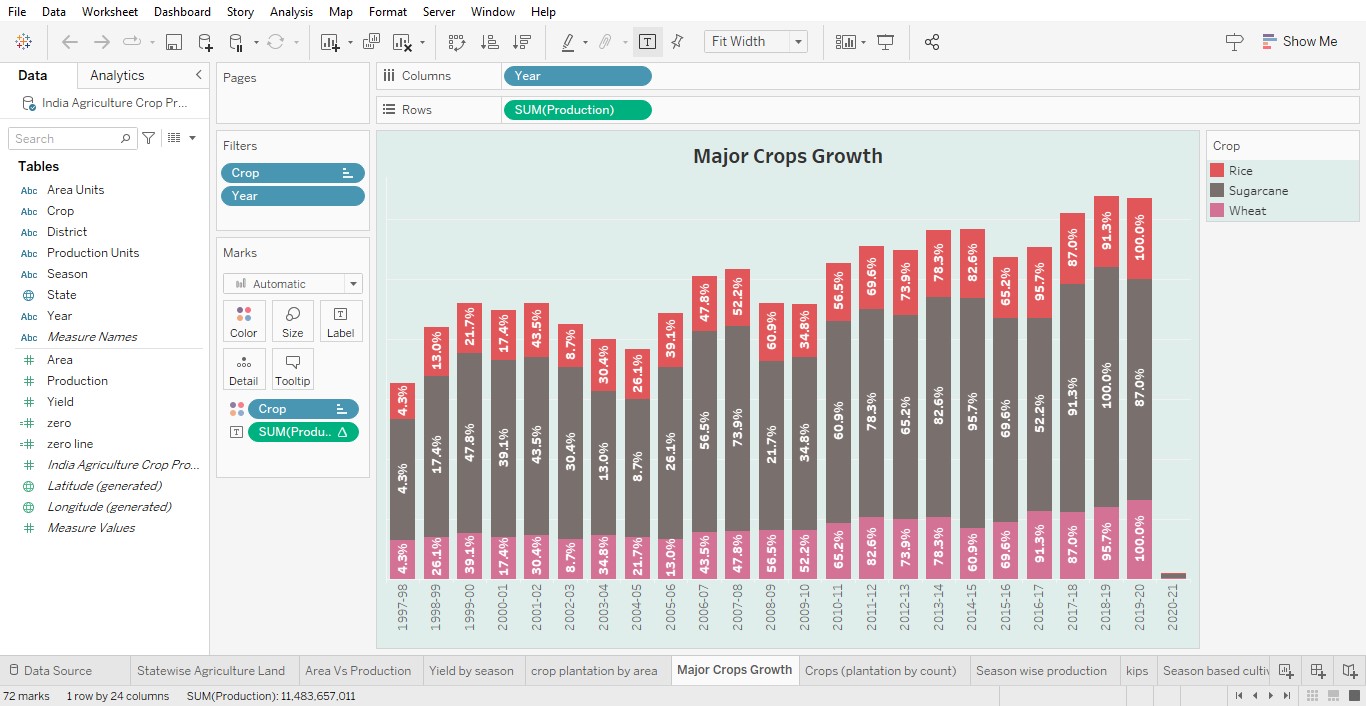 File Data Worksheet Dashboard Story Analysis Map Format Server Window Help
Fit Width
Show Me
Data Analytics
India Agriculture Crop Pr...
Search
Tables
Abc Area Units
Abc Crop
Abc District
Abc Production Units
Abc Season
State
Abc Year
Abc Measure Names
Area
Production
Yield
zero
zero line
India Agriculture Crop Pro...
Latitude (generated)
Longitude (generated)
Measure Values
Pages
Filters
Crop
Year
Marks
Automatic
Color Size Label
Detail Tooltip
Crop
SUM(Produ..
Columns Year
Rows SUM(Production)
Major Crops Growth
4.3% 13.0% 21.7% 17.4% 43.5% 8.7% 30.4% 26.1% 39.1% 47.8% 52.2% 60.9% 34.8% 56.5% 69.6% 73.9% 78.3% 82.6% 65.2% 95.7% 87.0% 91.3% 100.0%
4.3% 17.4% 47.8% 39.1% 43.5% 30.4% 13.0% 8.7% 26.1% 56.5% 73.9% 21.7% 34.8% 60.9% 78.3% 65.2% 82.6% 95.7% 69.6% 52.2% 91.3% 100.0% 87.0%
4.3% 26.1% 39.1% 17.4% 30.4% 8.7% 34.8% 21.7% 13.0% 43.5% 47.8% 56.5% 52.2% 65.2% 82.6% 73.9% 78.3% 60.9% 69.6% 91.3% 87.0% 95.7% 100.0%
1997-98 1998-99 1999-00 2000-01 2001-02 2002-03 2003-04 2004-05 2005-06 2006-07 2007-08 2008-09 2009-10 2010-11 2011-12 2012-13 2013-14 2014-15 2015-16 2016-17 2017-18 2018-19 2019-20 2020-21
Crop
Rice
Sugarcane
Wheat
Data Source Statewise Agriculture Land Area Vs Production Yield by season crop plantation by area Major Crops Growth Crops (plantation by count) Season wise production kips Season based cultiv
72 marks 1 row by 24 columns SUM(Production): 11,483,657,011